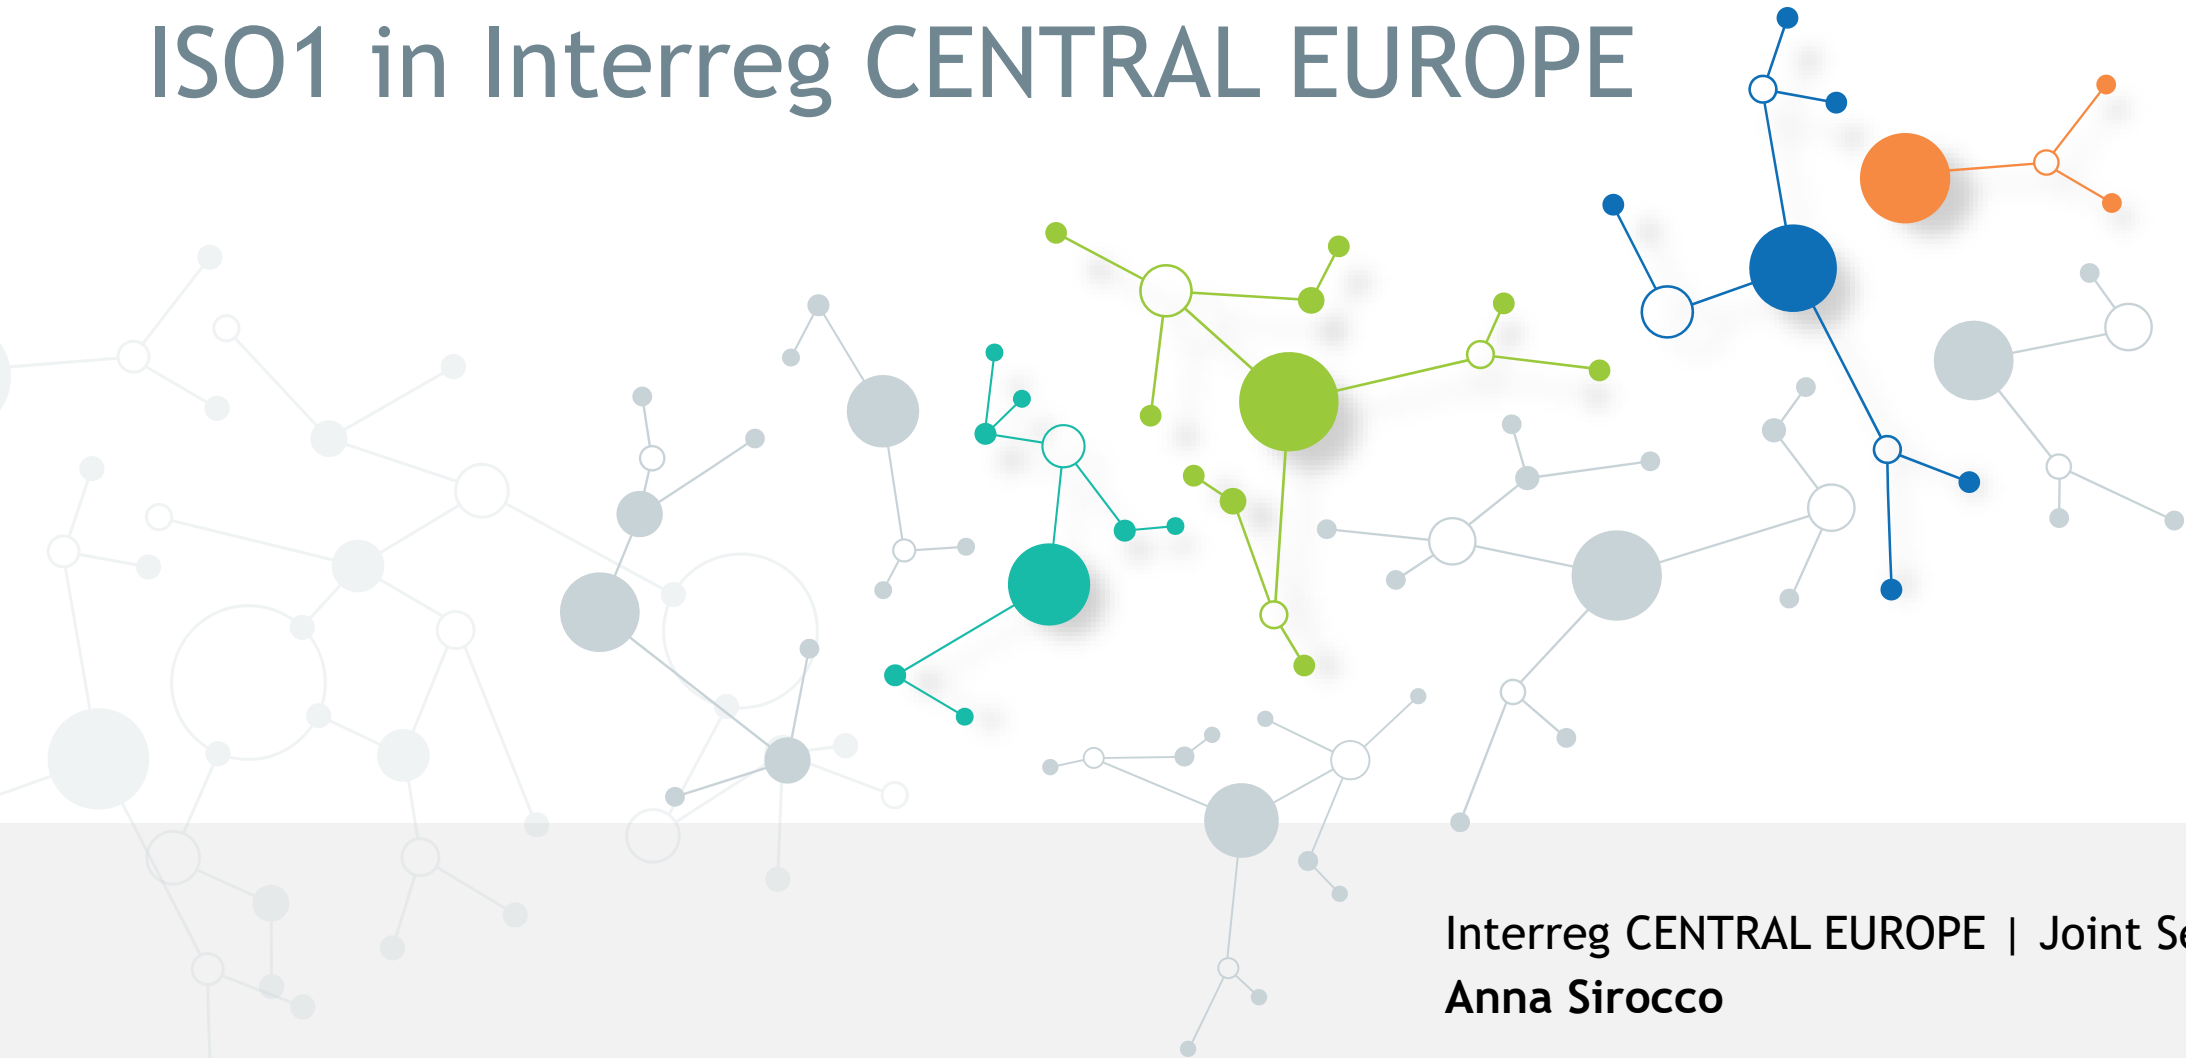 ISO1 in Interreg CENTRAL EUROPE
Interreg CENTRAL EUROPE | Joint
Anna Sirocco